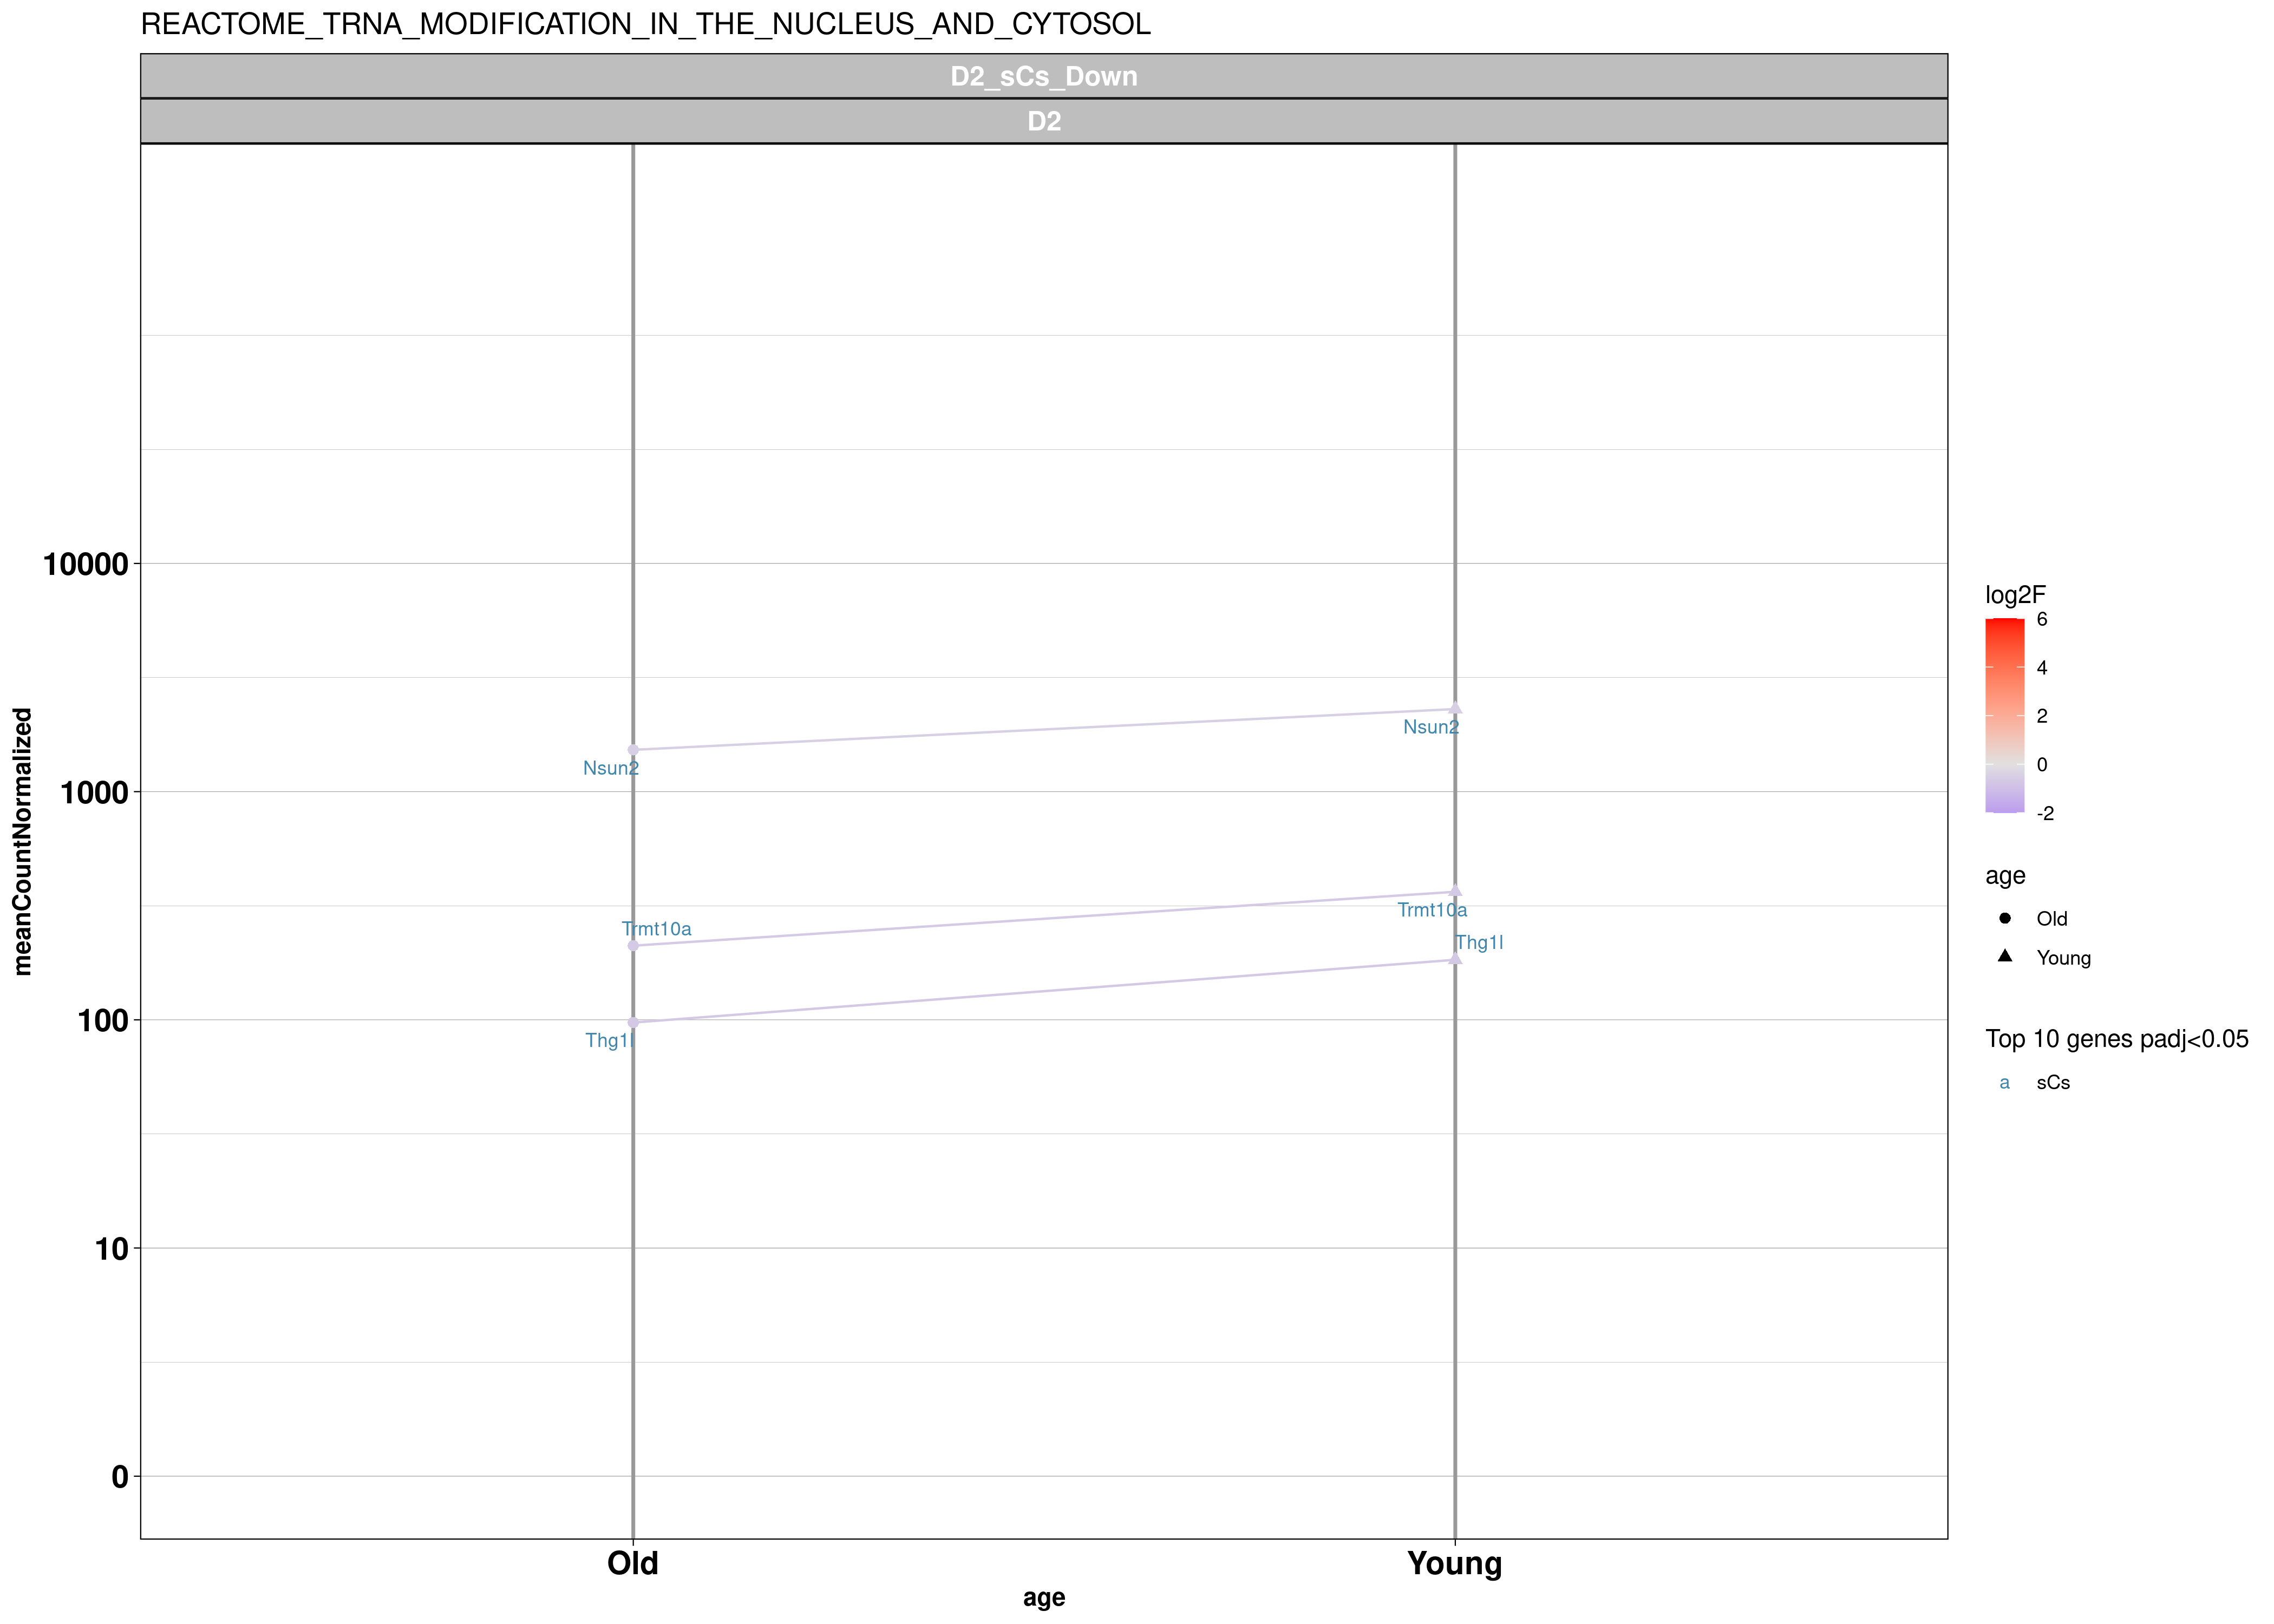 REACTOME_TRNA_MODIFICATION_IN_THE_NUCLEUS_AND_CYTOSOL
D2_sCs_Down
D2
meanCountNormalized
10000
1000
100
10
0
Nsun2
Nsun2
Trmt10a
Trmt10a
Thg1l
Thg1l
Old
Young
age
log2F
6
4
2
0
-2
age
Old
Young
Top 10 genes padj<0.05
a sCs